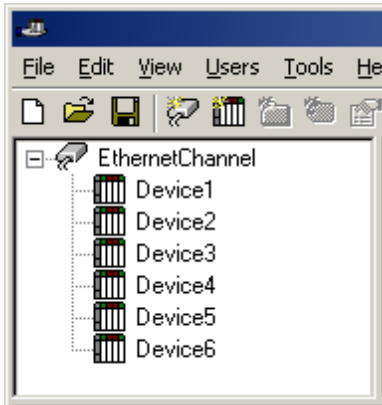 File Edit View Users Tools He
EthernetChannel
Device1
Device2
Device3
Device4
Device5
Device6